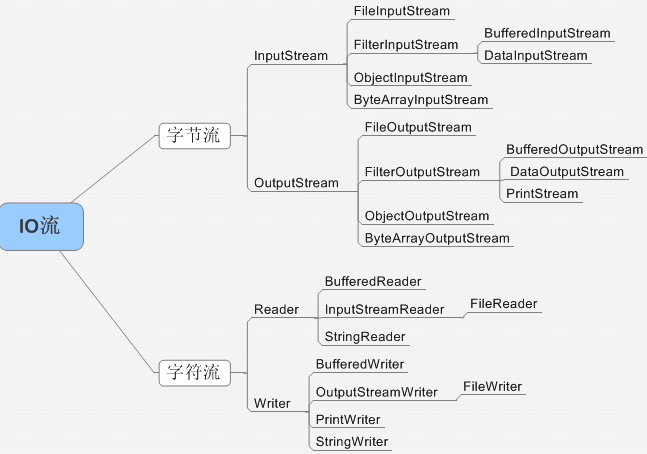 IO流
字节流
InputStream
FileInputStream
FilterInputStream
BufferedInputStream
DataInputStream
ObjectInputStream
ByteArrayInputStream
OutputStream
FileOutputStream
FilterOutputStream
BufferedOutputStream
DataOutputStream
PrintStream
ObjectOutputStream
ByteArrayOutputStream
字符流
Reader
BufferedReader
InputStreamReader
FileReader
StringReader
Writer
BufferedWriter
OutputStreamWriter
FileWriter
PrintWriter
StringWriter